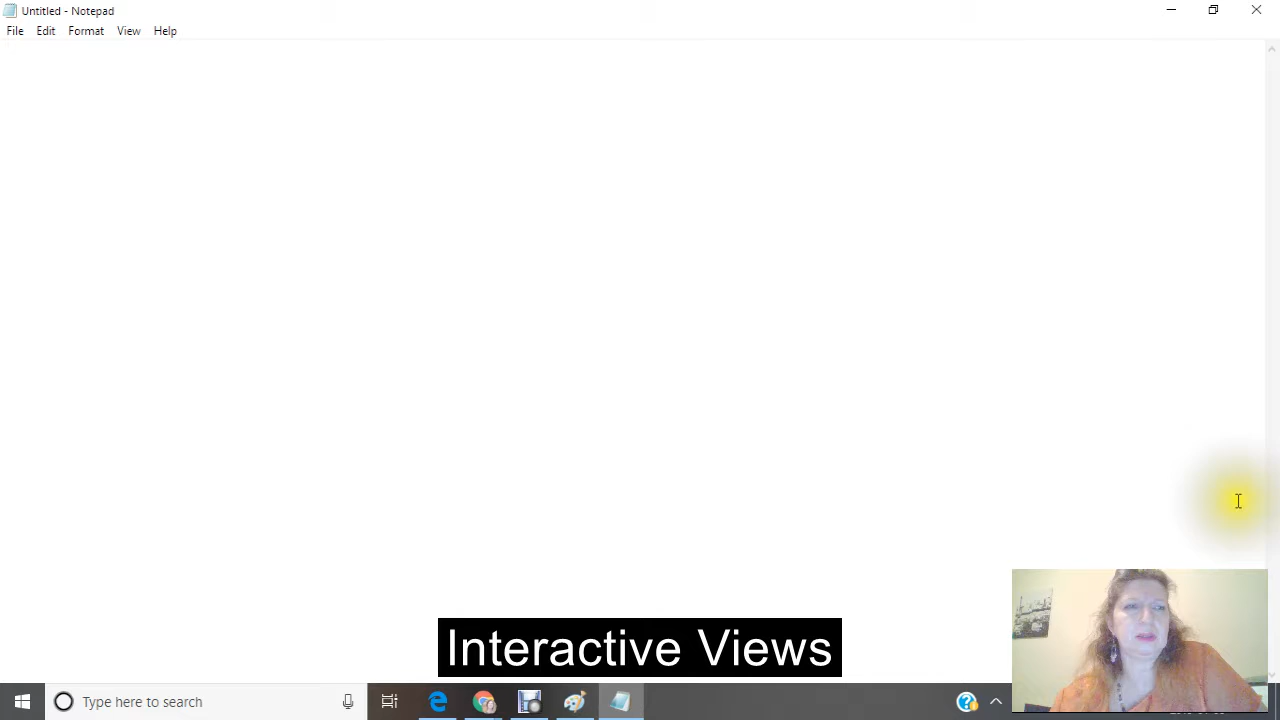 Untitled - Notepad
File Edit Format View Help
Interactive Views
Type here to search